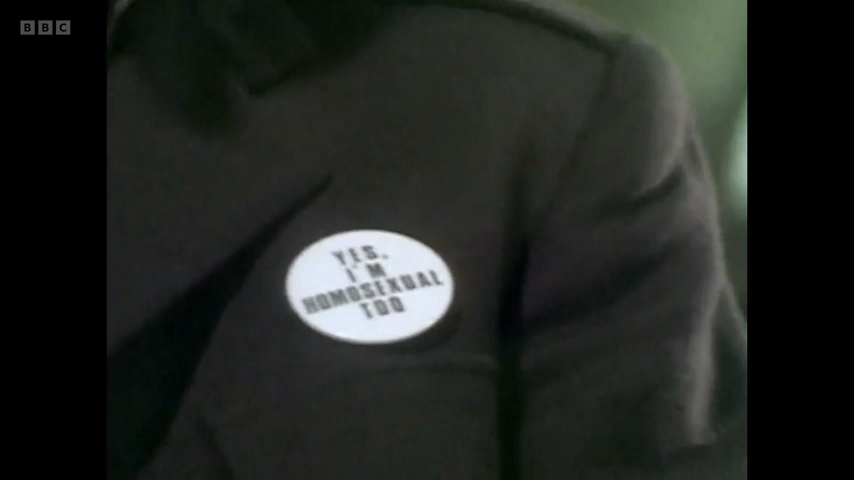 BBC
YES,
I'M
HOMOSEXUAL
TOO